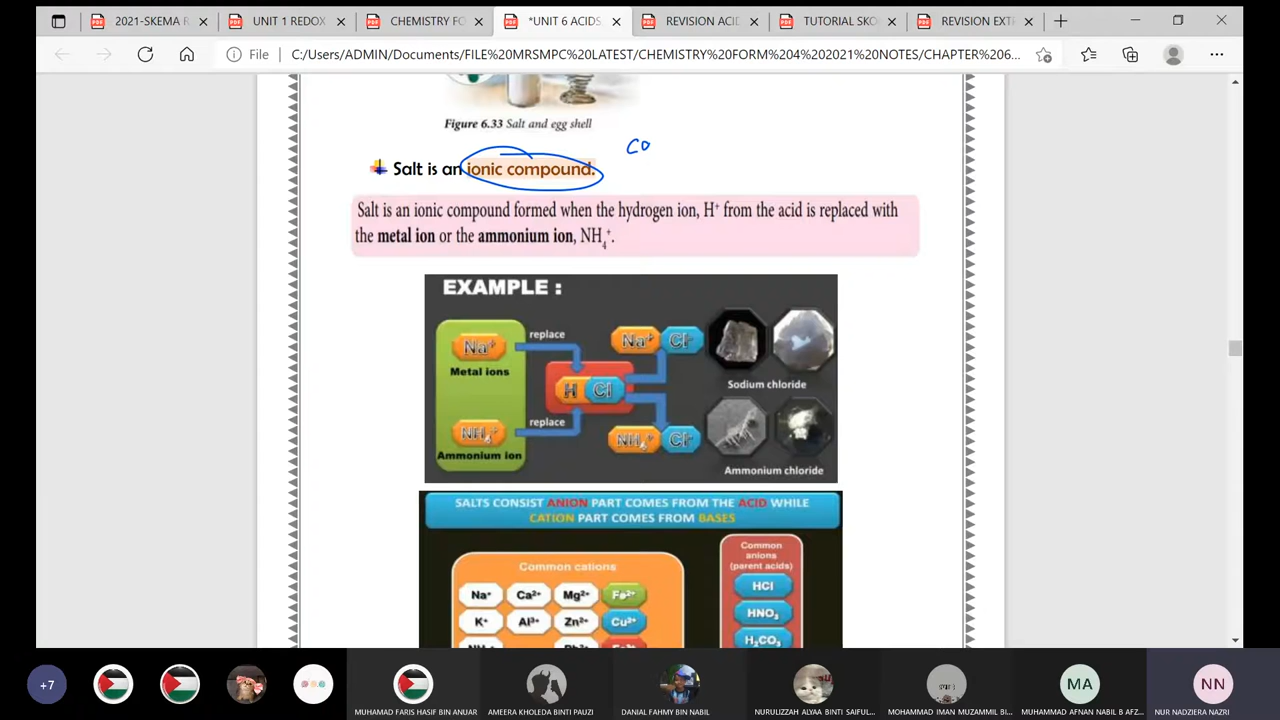 2021-SKEMA R
UNIT 1 REDOX
CHEMISTRY FO
*UNIT 6 ACIDS
REVISION ACID
TUTORIAL SKO
REVISION EXTR
File
C:/Users/ADMIN/Documents/FILE%20MRSMPC%20LATEST/CHEMISTRY%20FORM%204%202021%20NOTES/CHAPTER%206...
Figure 6.33 Salt and egg shell
co
Salt is an ionic compound.
Salt is an ionic compound formed when the hydrogen ion, H⁺ from the acid is replaced with
the metal ion or the ammonium ion, NH₄⁺.
EXAMPLE :
Na⁺
Metal ions
replace
H Cl
Na⁺ Cl⁻
Sodium chloride
NH₄⁺
Ammonium ion
replace
NH₄⁺ Cl⁻
Ammonium chloride
SALTS CONSIST ANION PART COMES FROM THE ACID WHILE
CATION PART COMES FROM BASES
Common cations
Na⁺ Ca²⁺ Mg²⁺ Fe²⁺
K⁺ Al³⁺ Zn²⁺ Cu²⁺
Common
anions
(parent acids)
HCl
HNO₃
H₂CO₃
+7
MUHAMAD FARIS HASIF BIN ANUAR
AMEERA KHOLEDA BINTI PAUZI
DANIAL FAHMY BIN NABIL
NURULIZZAH ALYAA BINTI SAIFUL...
MOHAMMAD IMAN MUZAMMIL BI...
MA
MUHAMMAD AFNAN NABIL B AFZ...
NN
NUR NADZIERA NAZRI